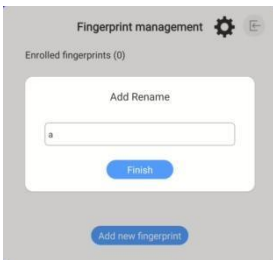 Fingerprint management
Enrolled fingerprints (0)
Add Rename
a
Finish
Add new fingerprint